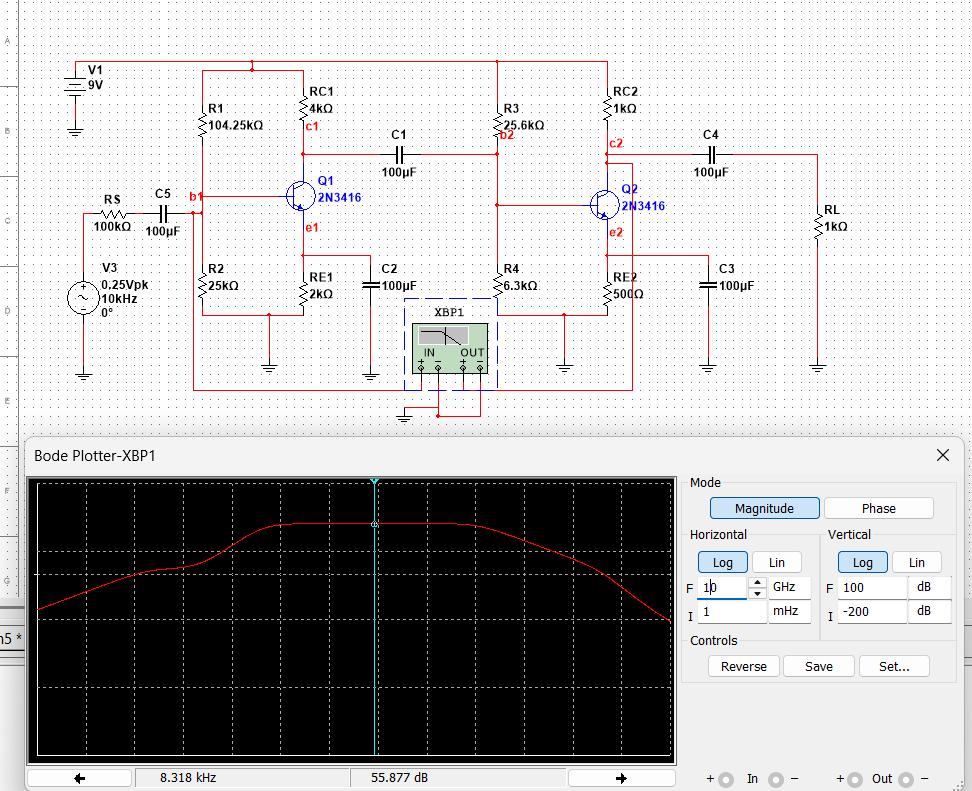 A
V1
9V
R1
104.25kΩ
RC1
4kΩ
c1
B
C1
100µF
R3
25.6kΩ
b2
RC2
1kΩ
c2
C4
100µF
Q1
2N3416
Q2
2N3416
C
RS
100kΩ
C5
100µF
b1
e1
e2
RL
1kΩ
V3
0.25Vpk
10kHz
0°
R2
25kΩ
RE1
2kΩ
C2
100µF
R4
6.3kΩ
RE2
500Ω
C3
100µF
D
XBP1
IN OUT
+ − + −
E
Bode Plotter-XBP1
F
G
n5 *
Mode
Magnitude Phase
Horizontal Vertical
Log Lin Log Lin
F 10 GHz F 100 dB
I 1 mHz I -200 dB
Controls
Reverse Save Set...
8.318 kHz 55.877 dB
+ In − + Out −